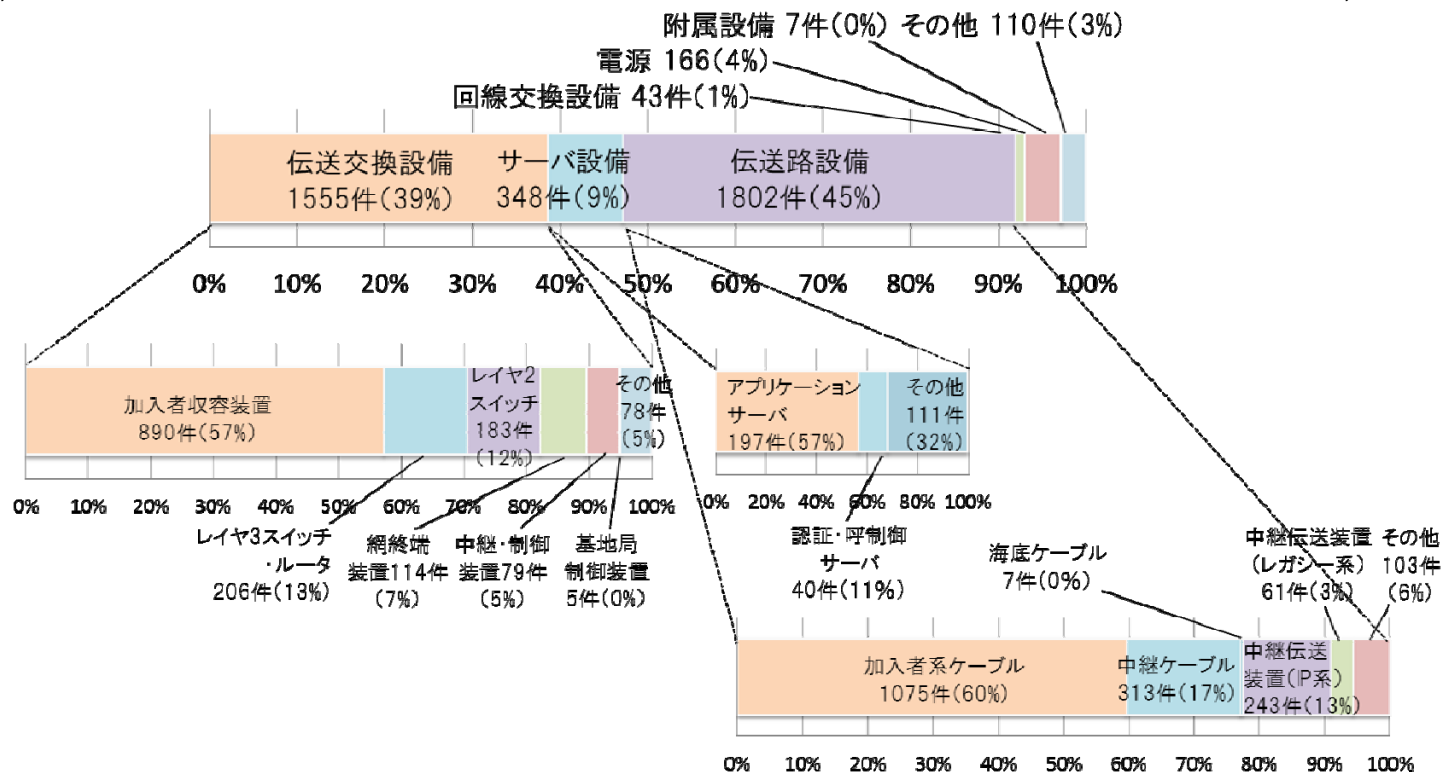 附属設備 7件(0%) その他 110件(3%)
電源 166(4%)
回線交換設備 43件(1%)
伝送交換設備
1555件(39%)
サーバ設備
348件(9%)
伝送路設備
1802件(45%)
0% 10% 20% 30% 40% 50% 60% 70% 80% 90% 100%
加入者収容装置
890件(57%)
レイヤ2
スイッチ
183件
(12%)
その他
78件
(5%)
0% 10% 20% 30% 40% 50% 60% 70% 80% 90% 100%
レイヤ3スイッチ
・ルータ
206件(13%)
網終端
装置114件
(7%)
中継・制御
装置79件
(5%)
基地局
制御装置
5件(0%)
アプリケーション
サーバ
197件(57%)
その他
111件
(32%)
0% 20% 40% 60% 80% 100%
認証・呼制御
サーバ
40件(11%)
海底ケーブル
7件(0%)
中継伝送装置
(レガシー系)
61件(3%)
その他
103件
(6%)
加入者系ケーブル
1075件(60%)
中継ケーブル
313件(17%)
中継伝送
装置(IP系)
243件(13%)
0% 10% 20% 30% 40% 50% 60% 70% 80% 90% 100%